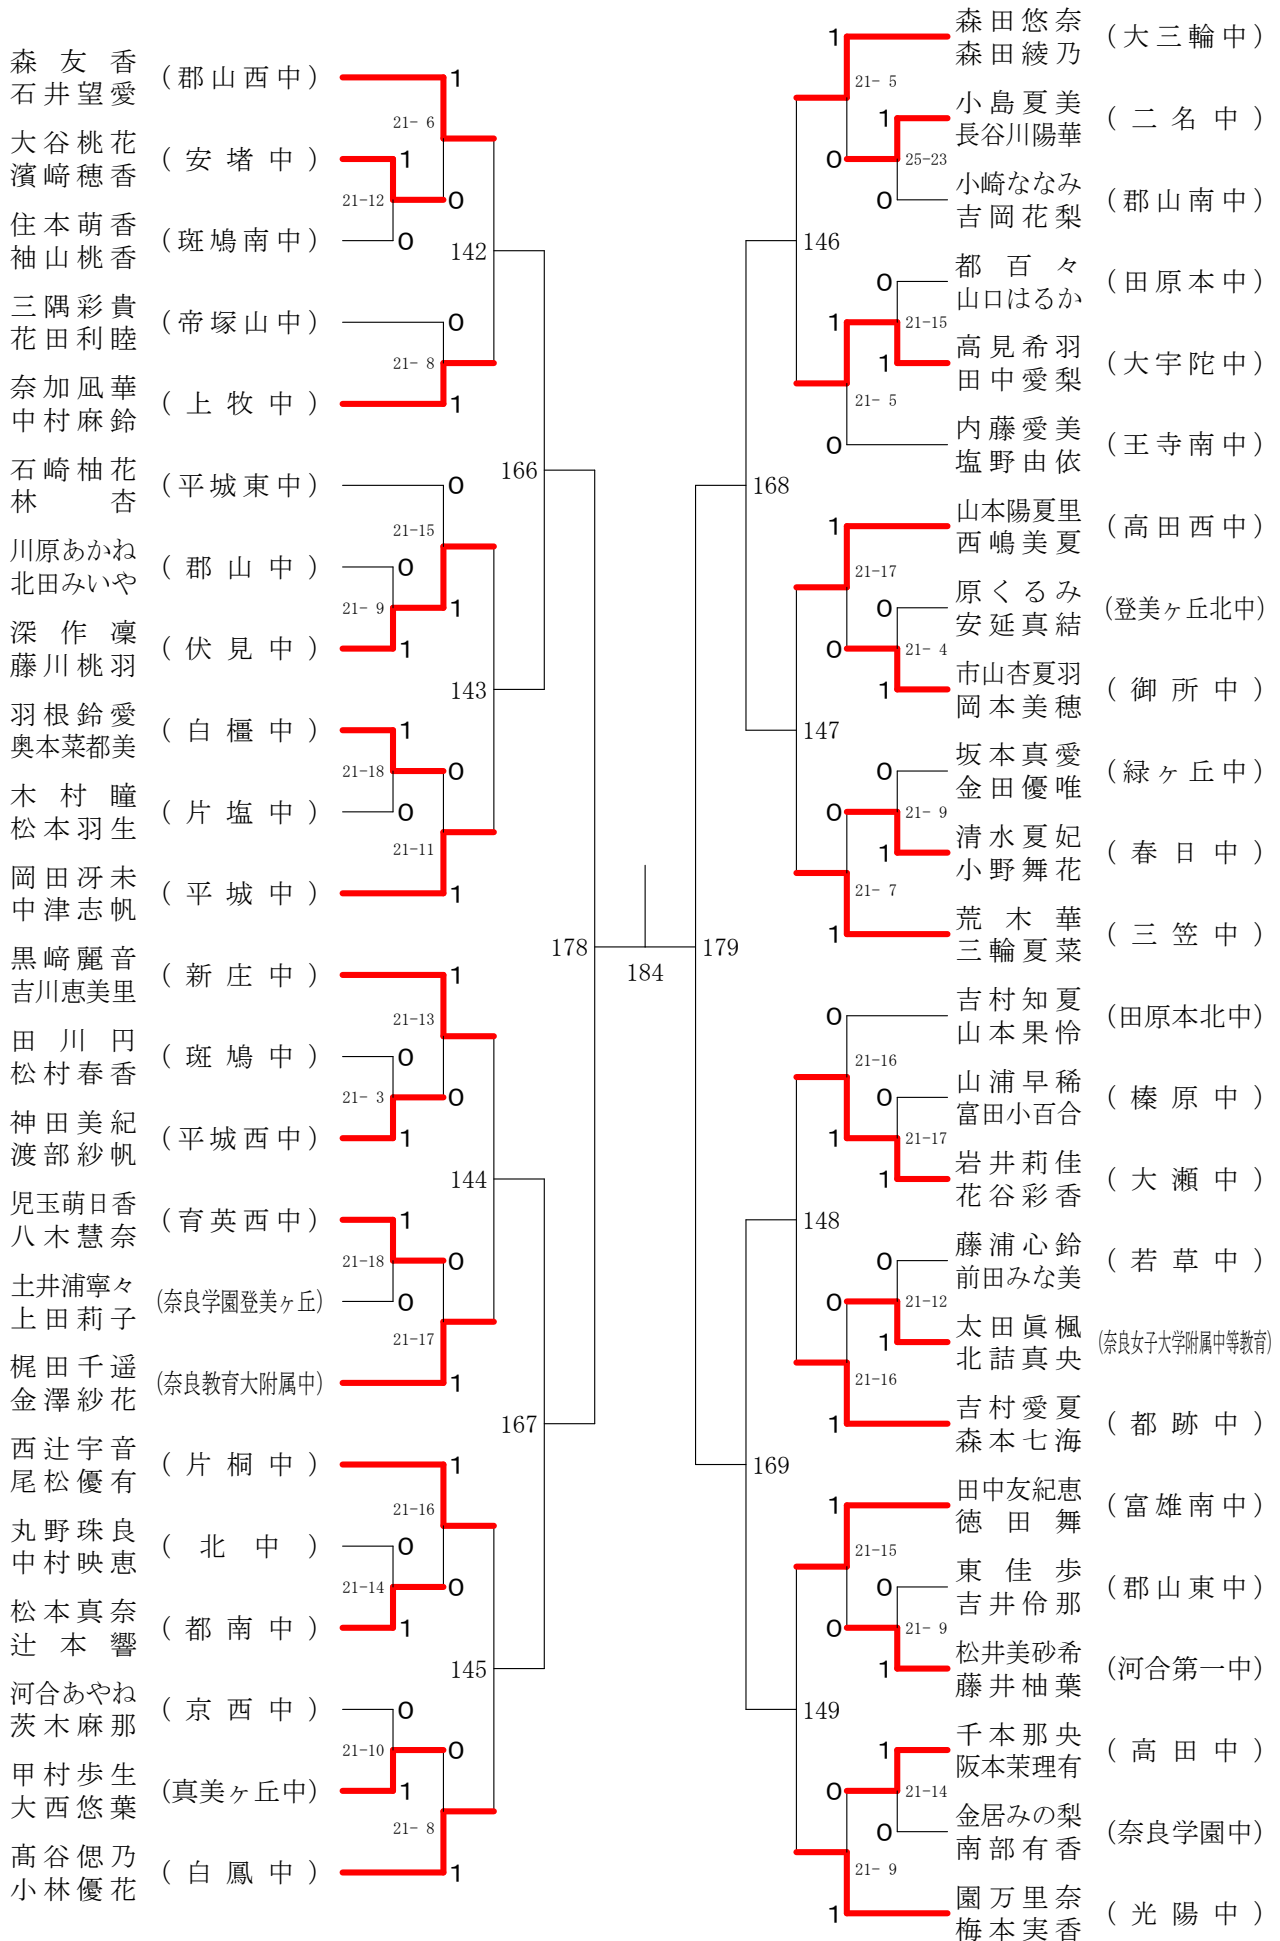 森友香
石井望愛
(郡山西中)
1
21- 6
大谷桃花
濱﨑穂香
(安堵中)
1
21-12
0
住本萌香
袖山桃香
(斑鳩南中)
0
142
三隅彩貴
花田利睦
(帝塚山中)
0
21- 8
奈加凪華
中村麻鈴
(上牧中)
1
166
石崎柚花
林杏
(平城東中)
0
21-15
川原あかね
北田みいや
(郡山中)
0
21- 9
1
深作凜
藤川桃羽
(伏見中)
1
143
羽根鈴愛
奥本菜都美
(白橿中)
1
21-18
0
木村瞳
松本羽生
(片塩中)
0
21-11
岡田冴未
中津志帆
(平城中)
1
178
黒﨑麗音
吉川恵美里
(新庄中)
1
21-13
田川円
松村春香
(斑鳩中)
0
21- 3
0
神田美紀
渡部紗帆
(平城西中)
1
144
児玉萌日香
八木慧奈
(育英西中)
1
21-18
0
土井浦寧々
上田莉子
(奈良学園登美ヶ丘)
0
21-17
梶田千遥
金澤紗花
(奈良教育大附属中)
1
167
西辻宇音
尾松優有
(片桐中)
1
21-16
丸野珠良
中村映恵
(北中)
0
21-14
0
松本真奈
辻本響
(都南中)
1
145
河合あやね
茨木麻那
(京西中)
0
21-10
0
甲村歩生
大西悠葉
(真美ヶ丘中)
1
21- 8
髙谷偲乃
小林優花
(白鳳中)
1
184
1
森田悠奈
森田綾乃
(大三輪中)
21- 5
1
小島夏美
長谷川陽華
(二名中)
0
25-23
0
小崎ななみ
吉岡花梨
(郡山南中)
146
0
都百々
山口はるか
(田原本中)
1
21-15
1
高見希羽
田中愛梨
(大宇陀中)
21- 5
0
内藤愛美
塩野由依
(王寺南中)
168
1
山本陽夏里
西嶋美夏
(高田西中)
21-17
0
原くるみ
安延真結
(登美ヶ丘北中)
0
21- 4
1
市山杏夏羽
岡本美穂
(御所中)
147
0
坂本真愛
金田優唯
(緑ヶ丘中)
0
21- 9
1
清水夏妃
小野舞花
(春日中)
21- 7
1
荒木華
三輪夏菜
(三笠中)
179
0
吉村知夏
山本果怜
(田原本北中)
21-16
0
山浦早稀
富田小百合
(榛原中)
1
21-17
1
岩井莉佳
花谷彩香
(大瀬中)
148
0
藤浦心鈴
前田みな美
(若草中)
0
21-12
1
太田眞楓
北詰真央
(奈良女子大学附属中等教育)
21-16
1
吉村愛夏
森本七海
(都跡中)
169
1
田中友紀恵
徳田舞
(富雄南中)
21-15
0
東佳歩
吉井伶那
(郡山東中)
0
21- 9
1
松井美砂希
藤井柚葉
(河合第一中)
149
1
千本那央
阪本茉理有
(高田中)
0
21-14
0
金居みの梨
南部有香
(奈良学園中)
21- 9
1
園万里奈
梅本実香
(光陽中)